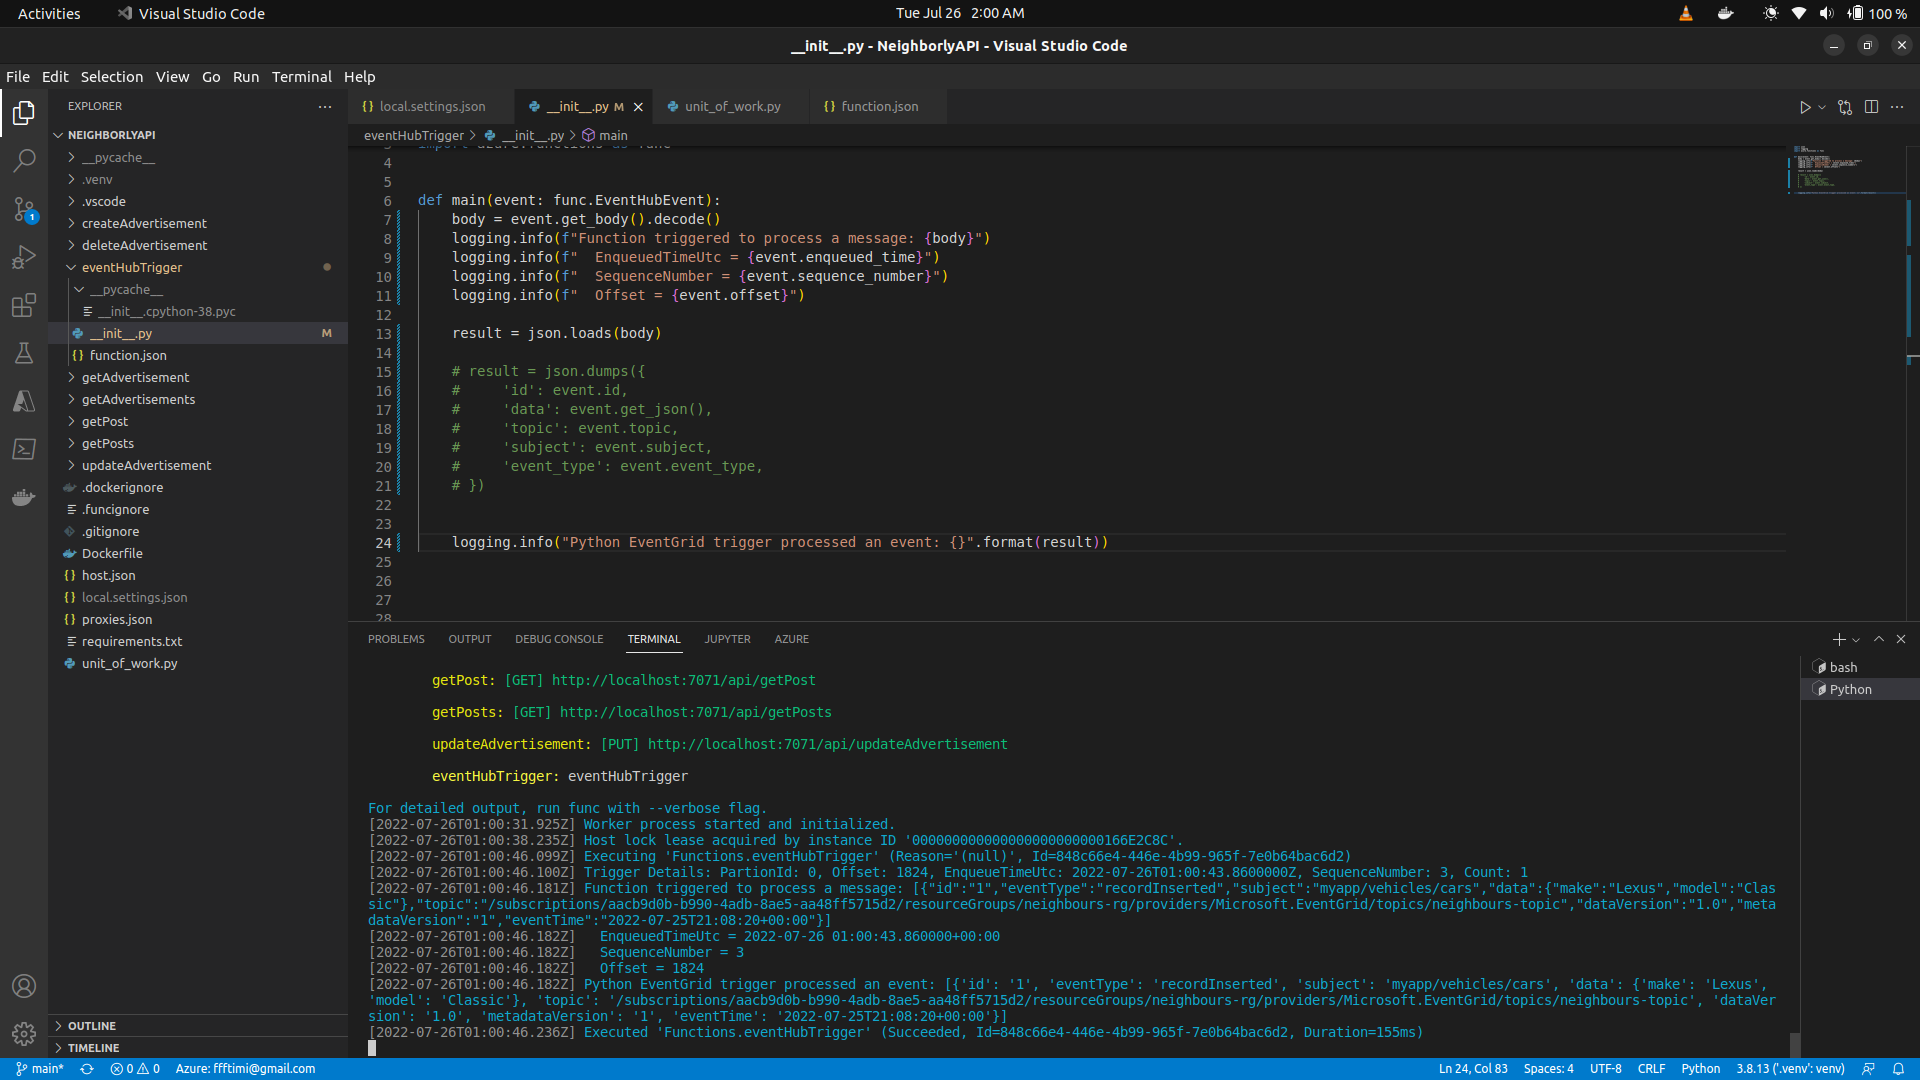 Activities
Visual Studio Code
Tue Jul 26 2:00 AM
100 %
__init__.py - NeighborlyAPI - Visual Studio Code
File Edit Selection View Go Run Terminal Help
EXPLORER
NEIGHBORLYAPI
__pycache__
.venv
.vscode
createAdvertisement
deleteAdvertisement
eventHubTrigger
__pycache__
__init__.cpython-38.pyc
__init__.py M
function.json
getAdvertisement
getAdvertisements
getPost
getPosts
updateAdvertisement
.dockerignore
.funcignore
.gitignore
Dockerfile
host.json
local.settings.json
proxies.json
requirements.txt
unit_of_work.py
OUTLINE
TIMELINE
1
local.settings.json
__init__.py M
unit_of_work.py
function.json
eventHubTrigger > __init__.py > main
3 import azure.functions as func
4
5
6 def main(event: func.EventHubEvent):
7 body = event.get_body().decode()
8 logging.info(f"Function triggered to process a message: {body}")
9 logging.info(f"  EnqueuedTimeUtc = {event.enqueued_time}")
10 logging.info(f"  SequenceNumber = {event.sequence_number}")
11 logging.info(f"  Offset = {event.offset}")
12
13 result = json.loads(body)
14
15 # result = json.dumps({
16 #     'id': event.id,
17 #     'data': event.get_json(),
18 #     'topic': event.topic,
19 #     'subject': event.subject,
20 #     'event_type': event.event_type,
21 # })
22
23
24 logging.info("Python EventGrid trigger processed an event: {}".format(result))
25
26
27
28
PROBLEMS OUTPUT DEBUG CONSOLE TERMINAL JUPYTER AZURE
bash
Python
getPost: [GET] http://localhost:7071/api/getPost
getPosts: [GET] http://localhost:7071/api/getPosts
updateAdvertisement: [PUT] http://localhost:7071/api/updateAdvertisement
eventHubTrigger: eventHubTrigger
For detailed output, run func with --verbose flag.
[2022-07-26T01:00:31.925Z] Worker process started and initialized.
[2022-07-26T01:00:38.235Z] Host lock lease acquired by instance ID '000000000000000000000000166E2C8C'.
[2022-07-26T01:00:46.099Z] Executing 'Functions.eventHubTrigger' (Reason='(null)', Id=848c66e4-446e-4b99-965f-7e0b64bac6d2)
[2022-07-26T01:00:46.100Z] Trigger Details: PartionId: 0, Offset: 1824, EnqueueTimeUtc: 2022-07-26T01:00:43.8600000Z, SequenceNumber: 3, Count: 1
[2022-07-26T01:00:46.181Z] Function triggered to process a message: [{"id":"1","eventType":"recordInserted","subject":"myapp/vehicles/cars","data":{"make":"Lexus","model":"Clas
sic"},"topic":"/subscriptions/aacb9d0b-b990-4adb-8ae5-aa48ff5715d2/resourceGroups/neighbours-rg/providers/Microsoft.EventGrid/topics/neighbours-topic","dataVersion":"1.0","meta
dataVersion":"1","eventTime":"2022-07-25T21:08:20+00:00"}]
[2022-07-26T01:00:46.182Z]   EnqueuedTimeUtc = 2022-07-26 01:00:43.860000+00:00
[2022-07-26T01:00:46.182Z]   SequenceNumber = 3
[2022-07-26T01:00:46.182Z]   Offset = 1824
[2022-07-26T01:00:46.182Z] Python EventGrid trigger processed an event: [{'id': '1', 'eventType': 'recordInserted', 'subject': 'myapp/vehicles/cars', 'data': {'make': 'Lexus',
'model': 'Classic'}, 'topic': '/subscriptions/aacb9d0b-b990-4adb-8ae5-aa48ff5715d2/resourceGroups/neighbours-rg/providers/Microsoft.EventGrid/topics/neighbours-topic', 'dataVer
sion': '1.0', 'metadataVersion': '1', 'eventTime': '2022-07-25T21:08:20+00:00'}]
[2022-07-26T01:00:46.236Z] Executed 'Functions.eventHubTrigger' (Succeeded, Id=848c66e4-446e-4b99-965f-7e0b64bac6d2, Duration=155ms)
main* 0 0 Azure: ffftimi@gmail.com
Ln 24, Col 83 Spaces: 4 UTF-8 CRLF Python 3.8.13 ('.venv': venv)